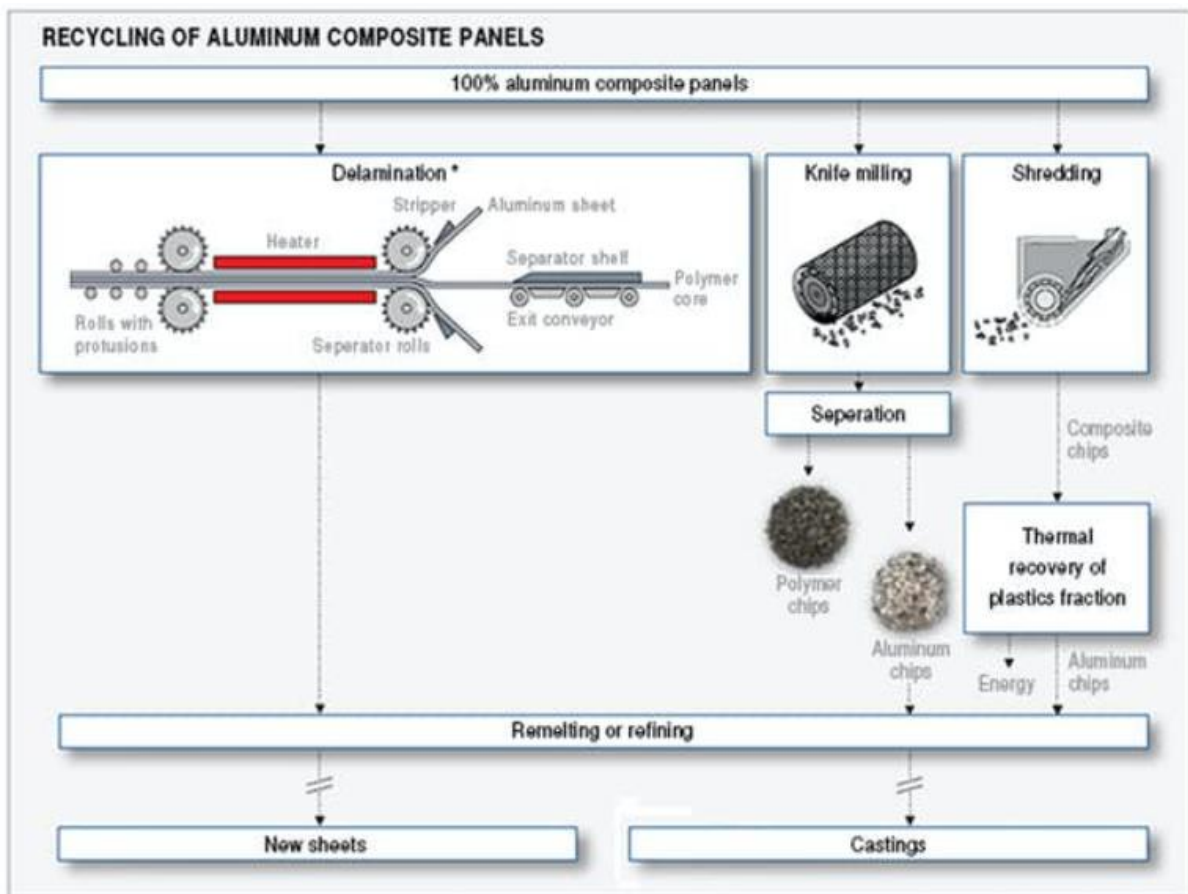 RECYCLING OF ALUMINUM COMPOSITE PANELS
100% aluminum composite panels
Delamination *
Stripper
Aluminum sheet
Heater
Separator shelf
Polymer
core
Rolls with
protusions
Seperator rolls
Exit conveyor
Knife milling
Shredding
Seperation
Composite
chips
Polymer
chips
Aluminum
chips
Thermal
recovery of
plastics fraction
Energy
Aluminum
chips
Remelting or refining
New sheets
Castings